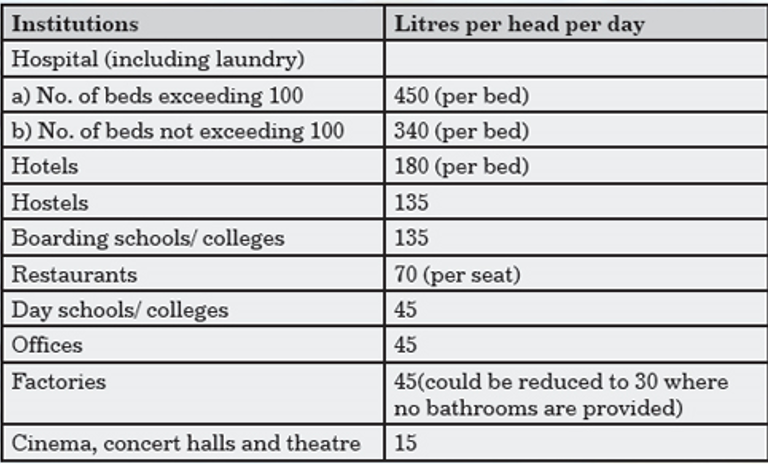 Institutions Litres per head per day
Hospital (including laundry)
a) No. of beds exceeding 100 450 (per bed)
b) No. of beds not exceeding 100 340 (per bed)
Hotels 180 (per bed)
Hostels 135
Boarding schools/ colleges 135
Restaurants 70 (per seat)
Day schools/ colleges 45
Offices 45
Factories 45(could be reduced to 30 where
no bathrooms are provided)
Cinema, concert halls and theatre 15